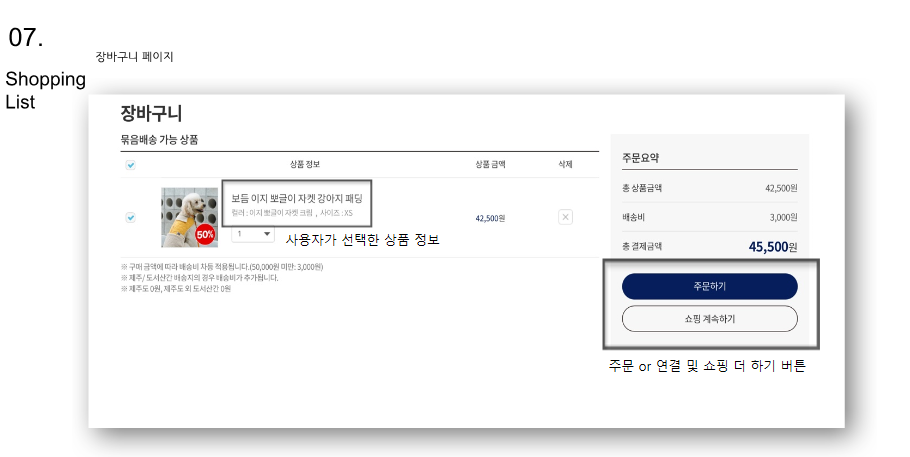 07.
장바구니 페이지
Shopping
List
장바구니
묶음배송 가능 상품
상품 정보
상품 금액
삭제
보듬 이지 뽀글이 자켓 강아지 패딩
컬러 : 이지 뽀글이 자켓 크림 , 사이즈 : XS
50%
1
사용자가 선택한 상품 정보
42,500원
※ 구매 금액에 따라 배송비 차등 적용됩니다.(50,000원 미만: 3,000원)
※ 제주/ 도서산간 배송지의 경우 배송비가 추가됩니다.
※ 제주도 0원, 제주도 외 도서산간 0원
주문요약
총 상품금액 42,500원
배송비 3,000원
총 결제금액 45,500원
주문하기
쇼핑 계속하기
주문 or 연결 및 쇼핑 더 하기 버튼